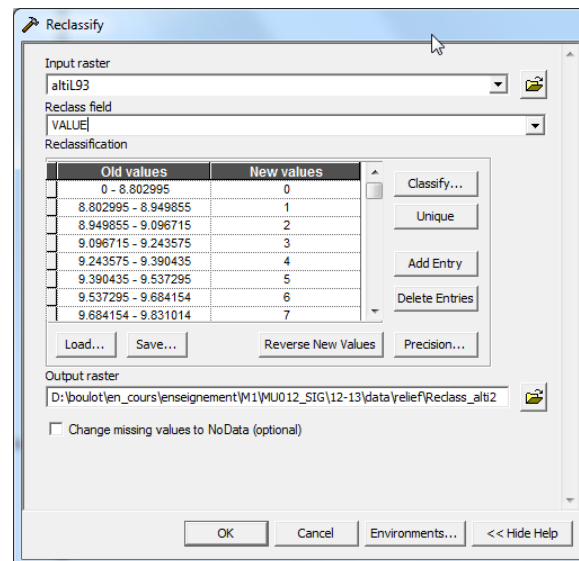 Reclassify
Input raster
altiL93
Reclass field
VALUE
Reclassification
Old values New values
0 - 8.802995 0
8.802995 - 8.949855 1
8.949855 - 9.096715 2
9.096715 - 9.243575 3
9.243575 - 9.390435 4
9.390435 - 9.537295 5
9.537295 - 9.684154 6
9.684154 - 9.831014 7
Classify...
Unique
Add Entry
Delete Entries
Load... Save... Reverse New Values Precision...
Output raster
D:\boulot\en_cours\enseignement\M1\MU012_SIG\12-13\data\relief\Reclass_alti2
Change missing values to NoData (optional)
OK Cancel Environments... << Hide Help